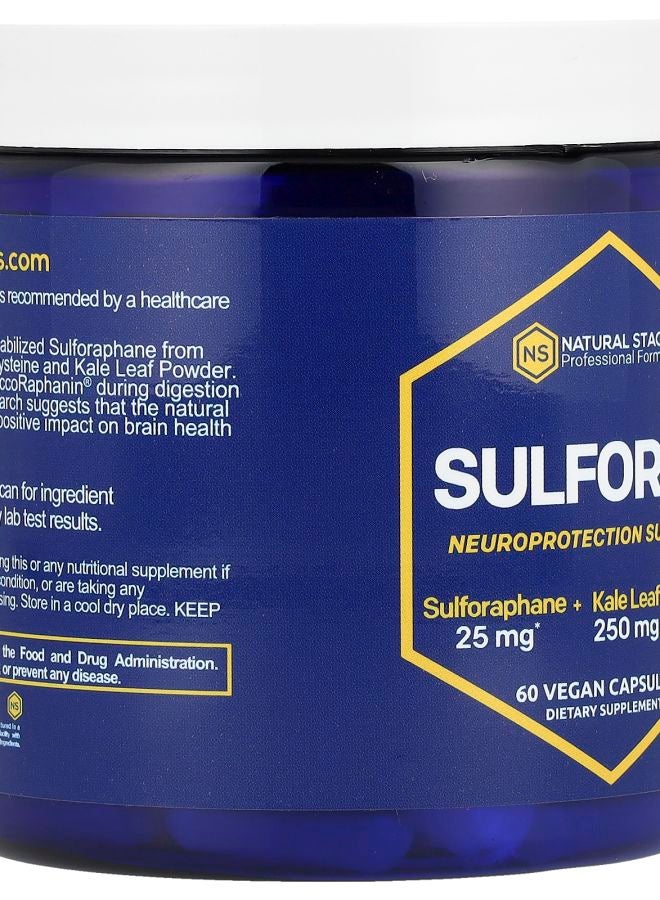 s.com
s recommended by a healthcare
abilized Sulforaphane from
ysteine and Kale Leaf Powder.
ccoRaphanin® during digestion
arch suggests that the natural
positive impact on brain health
can for ingredient
y lab test results.
ng this or any nutritional supplement if
condition, or are taking any
sing. Store in a cool dry place. KEEP
the Food and Drug Administration.
, or prevent any disease.
NS
NS
NATURAL STAC
Professional Form
SULFOR
NEUROPROTECTION SU
Sulforaphane + Kale Leaf
25 mg* 250 mg
60 VEGAN CAPSUL
DIETARY SUPPLEMENT